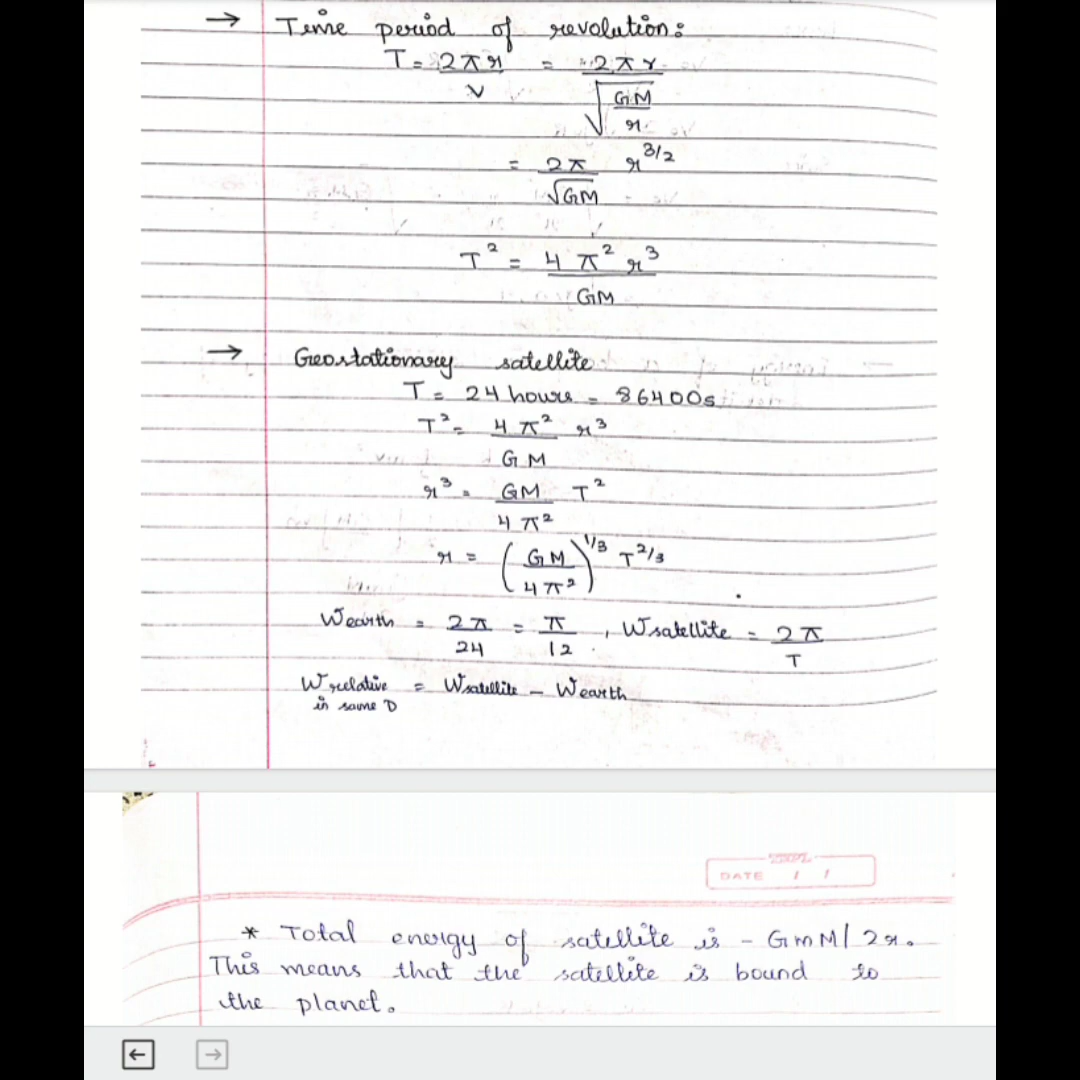 → Time period of revolution:
T = 2πr / v = 2πr / √(GM/r)
= 2π / √GM r^3/2
T² = 4π² r³ / GM
→ Geostationary satellite
T = 24 hours = 86400s
T² = 4π² / GM r³
r³ = GM / 4π² T²
r = (GM / 4π²)^1/3 T^2/3
Wearth = 2π / 24 = π / 12 , Wsatellite = 2π / T
Wrelative = Wsatellite - Wearth
in same D
DATE / /
* Total energy of satellite is - GmM/2r.
This means that the satellite is bound to
the planet.